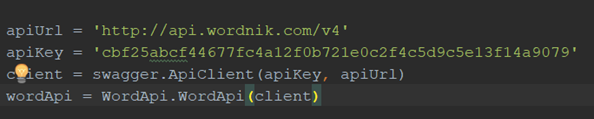 apiUrl = 'http://api.wordnik.com/v4'
apiKey = 'cbf25abcf44677fc4a12f0b721e0c2f4c5d9c5e13f14a9079'
client = swagger.ApiClient(apiKey, apiUrl)
wordApi = WordApi.WordApi(client)